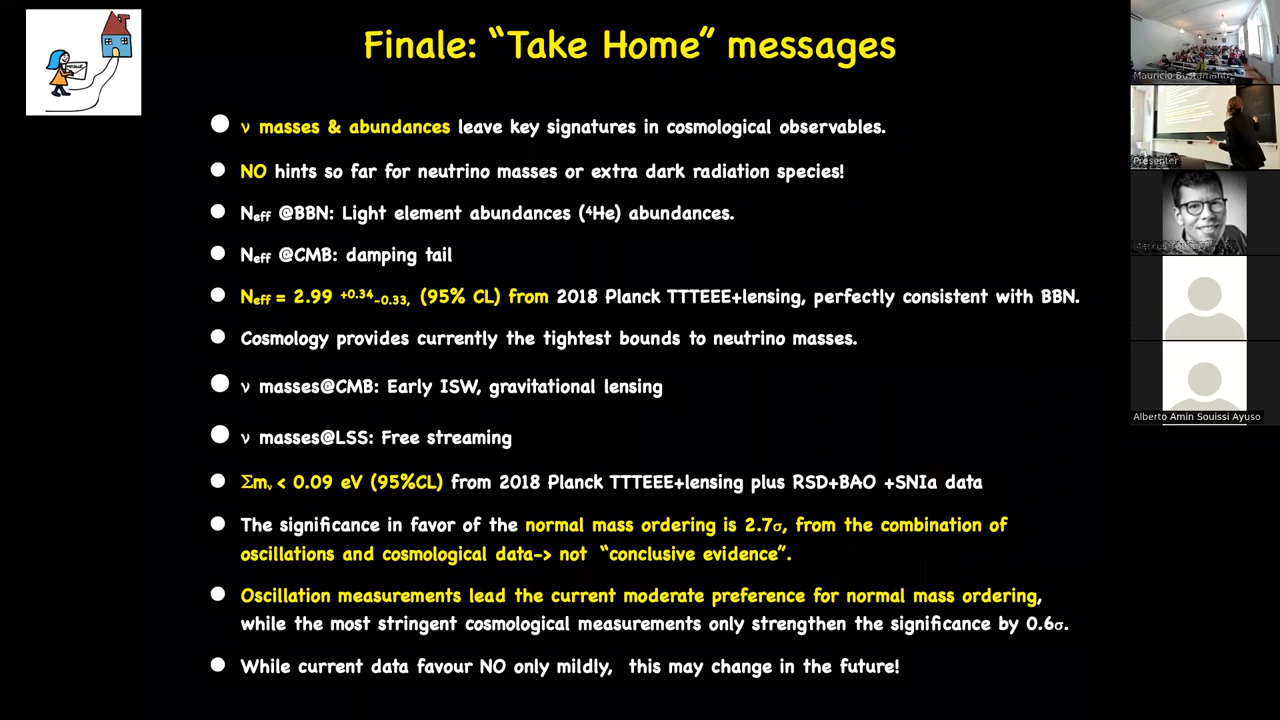 Finale: “Take Home” messages
ν masses & abundances leave key signatures in cosmological observables.
NO hints so far for neutrino masses or extra dark radiation species!
Neff @BBN: Light element abundances (⁴He) abundances.
Neff @CMB: damping tail
Neff = 2.99 +0.34-0.33, (95% CL) from 2018 Planck TTTEEE+lensing, perfectly consistent with BBN.
Cosmology provides currently the tightest bounds to neutrino masses.
ν masses@CMB: Early ISW, gravitational lensing
ν masses@LSS: Free streaming
Σmν < 0.09 eV (95%CL) from 2018 Planck TTTEEE+lensing plus RSD+BAO +SNIa data
The significance in favor of the normal mass ordering is 2.7σ, from the combination of
oscillations and cosmological data-> not “conclusive evidence”.
Oscillation measurements lead the current moderate preference for normal mass ordering,
while the most stringent cosmological measurements only strengthen the significance by 0.6σ.
While current data favour NO only mildly, this may change in the future!
Mauricio Bustamante
Presenter
Alberto Amin Souissi Ayuso